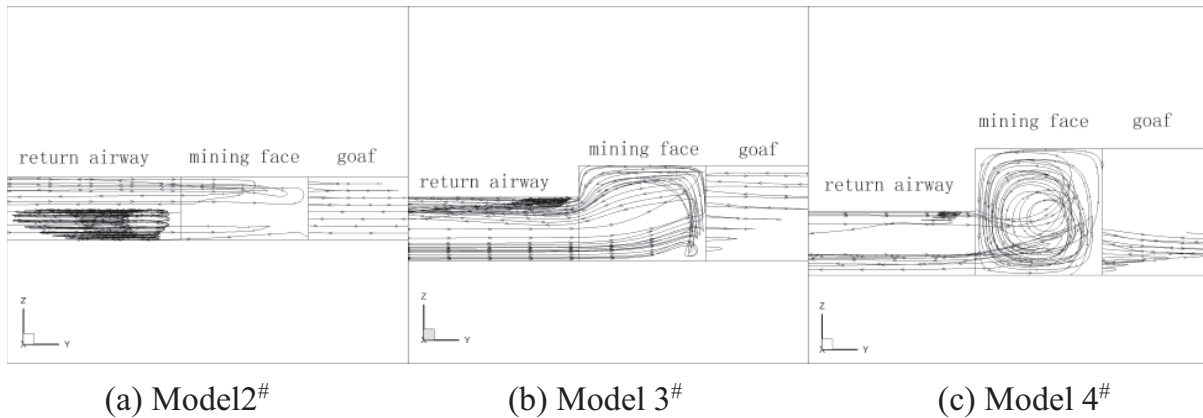 return airway
mining face
goaf
Z
X
Y
return airway
mining face
goaf
Z
X
Y
return airway
mining face
goaf
Z
X
Y
(a) Model2#
(b) Model 3#
(c) Model 4#